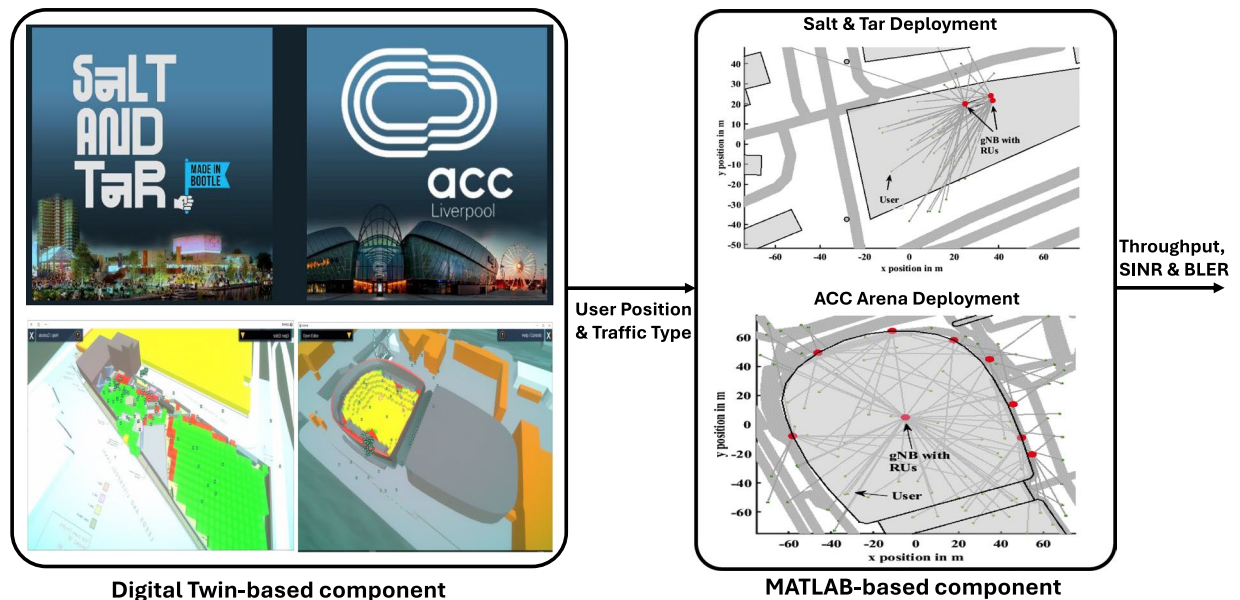 SALT
AND
TAR
MADE IN
BOOTLE
acc
Liverpool
Digital Twin-based component
User Position
& Traffic Type
Salt & Tar Deployment
y position in m
40
30
20
10
0
-10
-20
-30
-40
-50
gNB with
RUs
User
-60
-40
-20
0
20
40
60
x position in m
ACC Arena Deployment
y position in m
60
40
20
0
-20
-40
-60
gNB with
RUs
User
-60
-40
-20
0
20
40
60
x position in m
MATLAB-based component
Throughput,
SINR & BLER